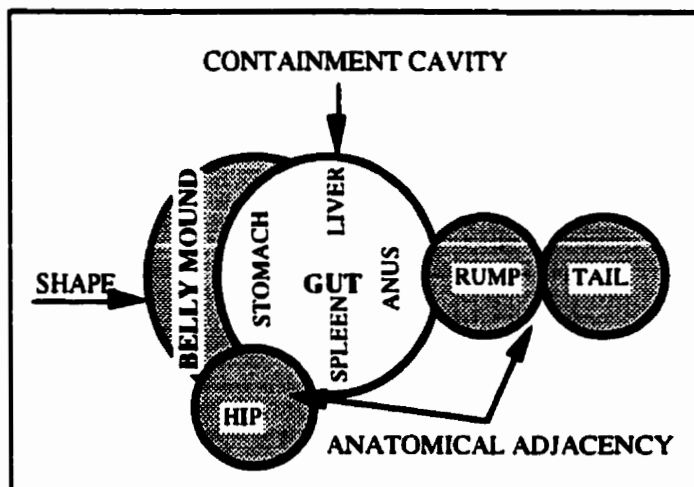 CONTAINMENT CAVITY
LIVER
BELLY MOUND
STOMACH
SHAPE
GUT
ANUS
RUMP
TAIL
SPLEEN
HIP
ANATOMICAL ADJACENCY